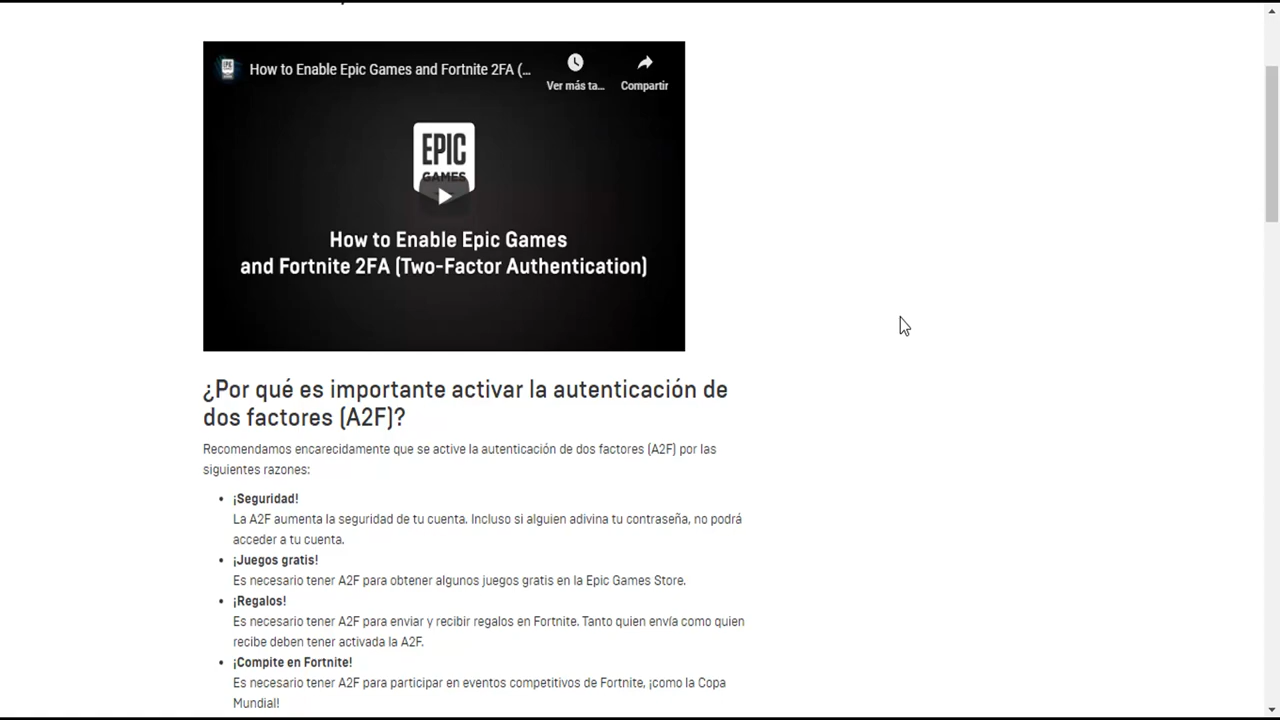 How to Enable Epic Games and Fortnite 2FA (...
Ver más ta...
Compartir
EPIC
GAMES
How to Enable Epic Games
and Fortnite 2FA (Two-Factor Authentication)
¿Por qué es importante activar la autenticación de
dos factores (A2F)?
Recomendamos encarecidamente que se active la autenticación de dos factores (A2F) por las
siguientes razones:
• ¡Seguridad!
La A2F aumenta la seguridad de tu cuenta. Incluso si alguien adivina tu contraseña, no podrá
acceder a tu cuenta.
• ¡Juegos gratis!
Es necesario tener A2F para obtener algunos juegos gratis en la Epic Games Store.
• ¡Regalos!
Es necesario tener A2F para enviar y recibir regalos en Fortnite. Tanto quien envía como quien
recibe deben tener activada la A2F.
• ¡Compite en Fortnite!
Es necesario tener A2F para participar en eventos competitivos de Fortnite, ¡como la Copa
Mundial!